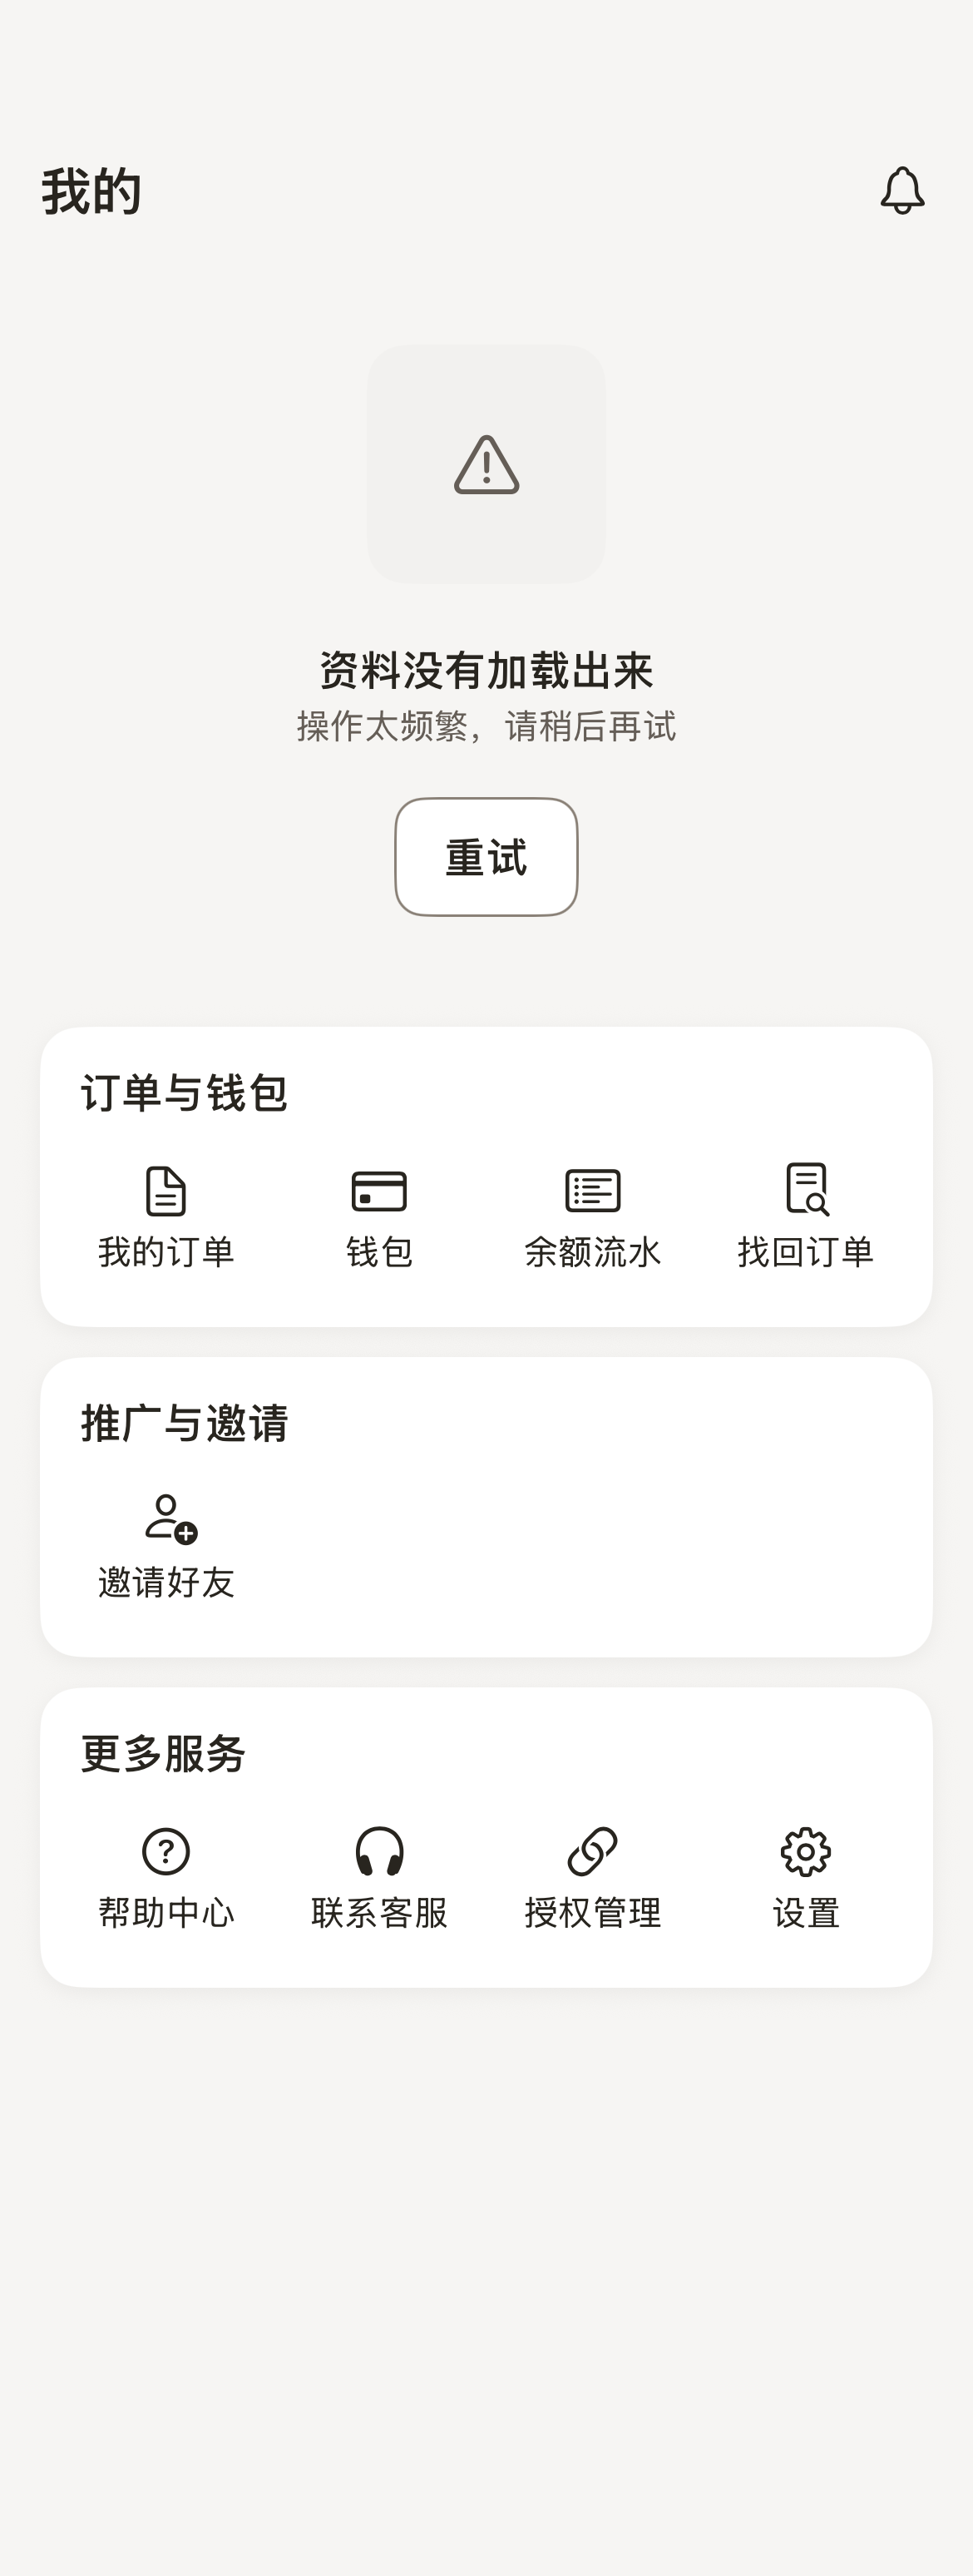 我的
资料没有加载出来
操作太频繁，请稍后再试
重试
订单与钱包
我的订单 钱包 余额流水 找回订单
推广与邀请
邀请好友
更多服务
帮助中心 联系客服 授权管理 设置